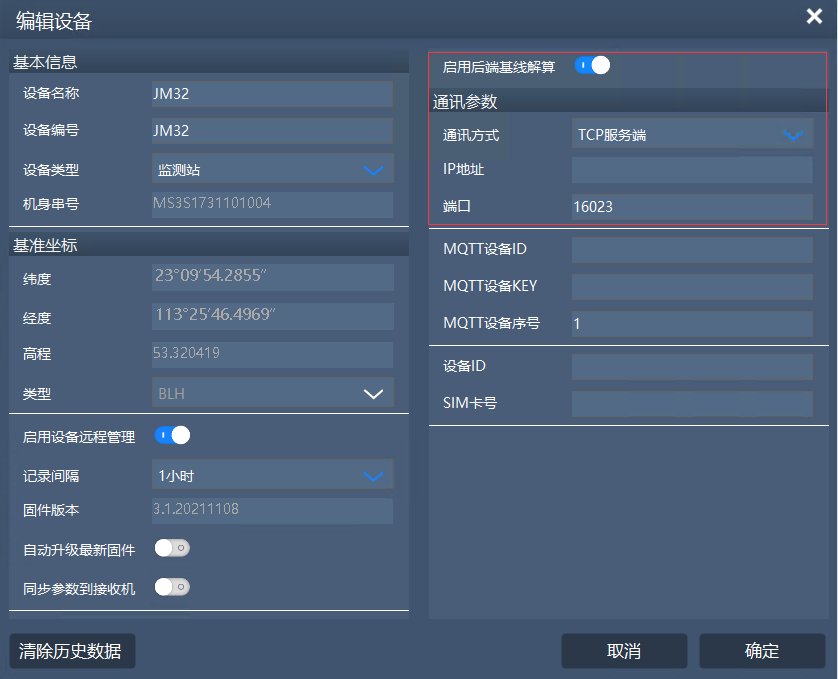 编辑设备
基本信息
设备名称 JM32
设备编号 JM32
设备类型 监测站
机身串号 MS3S1731101004
基准坐标
纬度 23°09′54.2855″
经度 113°25′46.4969″
高程 53.320419
类型 BLH
启用设备远程管理
记录间隔 1小时
固件版本 3.1.20211108
自动升级最新固件
同步参数到接收机
启用后端基线解算
通讯参数
通讯方式 TCP服务端
IP地址
端口 16023
MQTT设备ID
MQTT设备KEY
MQTT设备序号 1
设备ID
SIM卡号
清除历史数据 取消 确定